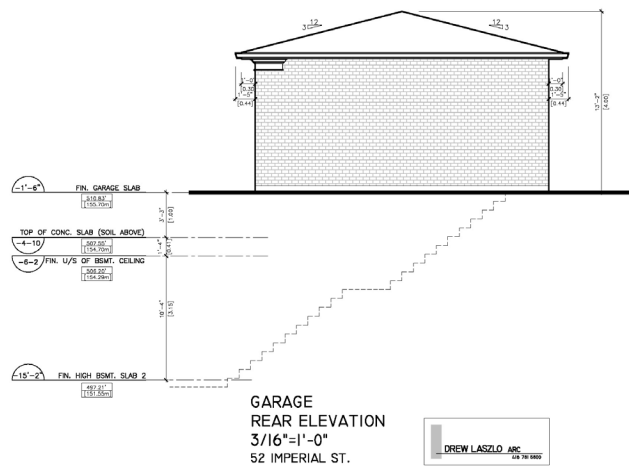 12
3
12
3
1'-0"
[0.30]
1'-5"
[0.44]
1'-0"
[0.30]
1'-5"
[0.44]
13'-2"
[4.00]
-1'-6"
FIN. GARAGE SLAB
510.83'
[155.70m]
3'-3"
[1.00]
TOP OF CONC. SLAB (SOIL ABOVE)
-4-10
507.55'
[154.70m]
1'-4"
[0.41]
-6-2
FIN. U/S OF BSMT. CEILING
506.20'
[154.29m]
10'-4"
[3.15]
-15'-2"
FIN. HIGH BSMT. SLAB 2
497.21'
[151.55m]
GARAGE
REAR ELEVATION
3/16"=1'-0"
52 IMPERIAL ST.
DREW LASZLO ARC